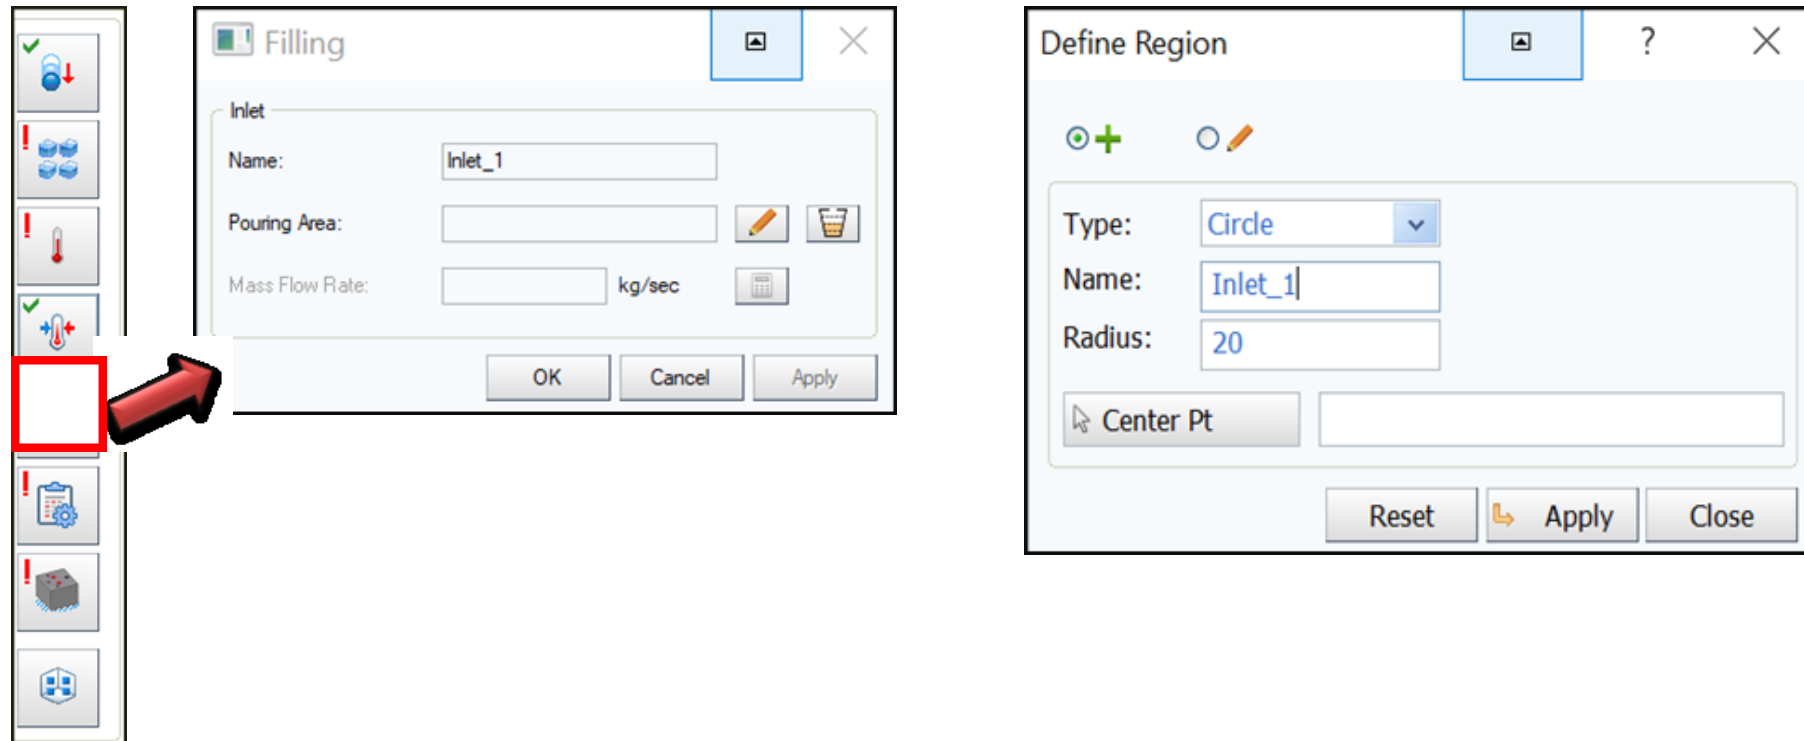 Filling
Inlet
Name: Inlet_1
Pouring Area:
Mass Flow Rate: kg/sec
OK Cancel Apply
Define Region ?
Type: Circle
Name: Inlet_1
Radius: 20
Center Pt
Reset Apply Close